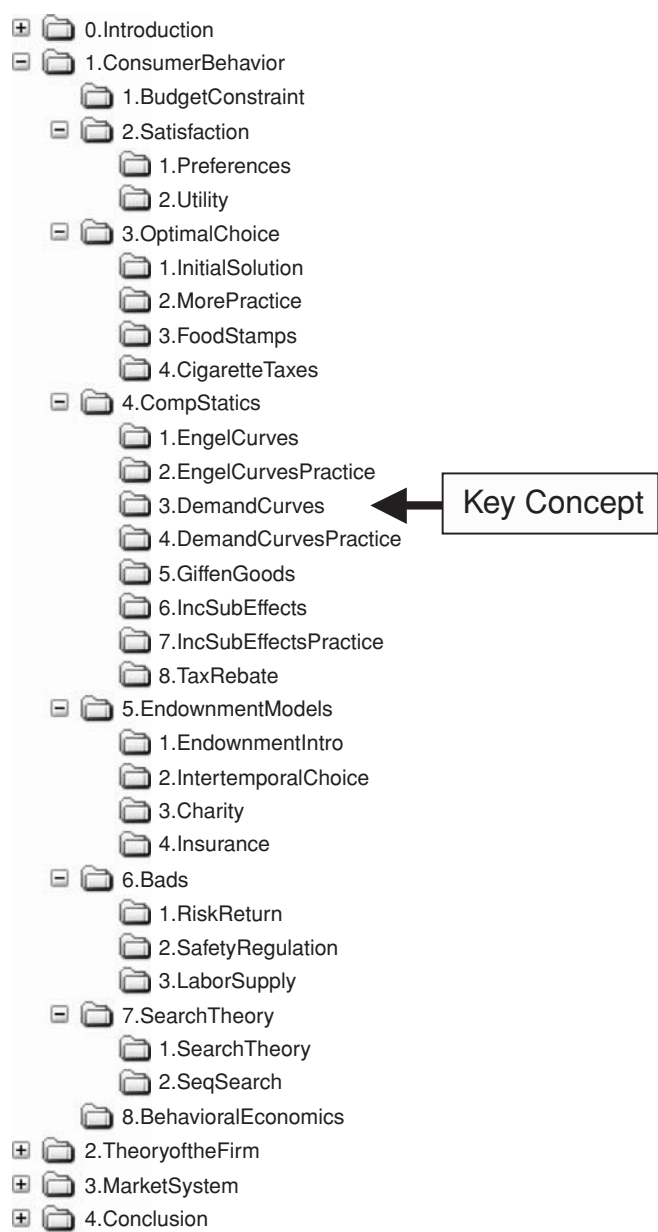 0.Introduction
1.ConsumerBehavior
1.BudgetConstraint
2.Satisfaction
1.Preferences
2.Utility
3.OptimalChoice
1.InitialSolution
2.MorePractice
3.FoodStamps
4.CigaretteTaxes
4.CompStatics
1.EngelCurves
2.EngelCurvesPractice
3.DemandCurves Key Concept
4.DemandCurvesPractice
5.GiffenGoods
6.IncSubEffects
7.IncSubEffectsPractice
8.TaxRebate
5.EndownmentModels
1.EndownmentIntro
2.IntertemporalChoice
3.Charity
4.Insurance
6.Bads
1.RiskReturn
2.SafetyRegulation
3.LaborSupply
7.SearchTheory
1.SearchTheory
2.SeqSearch
8.BehavioralEconomics
2.TheoryoftheFirm
3.MarketSystem
4.Conclusion